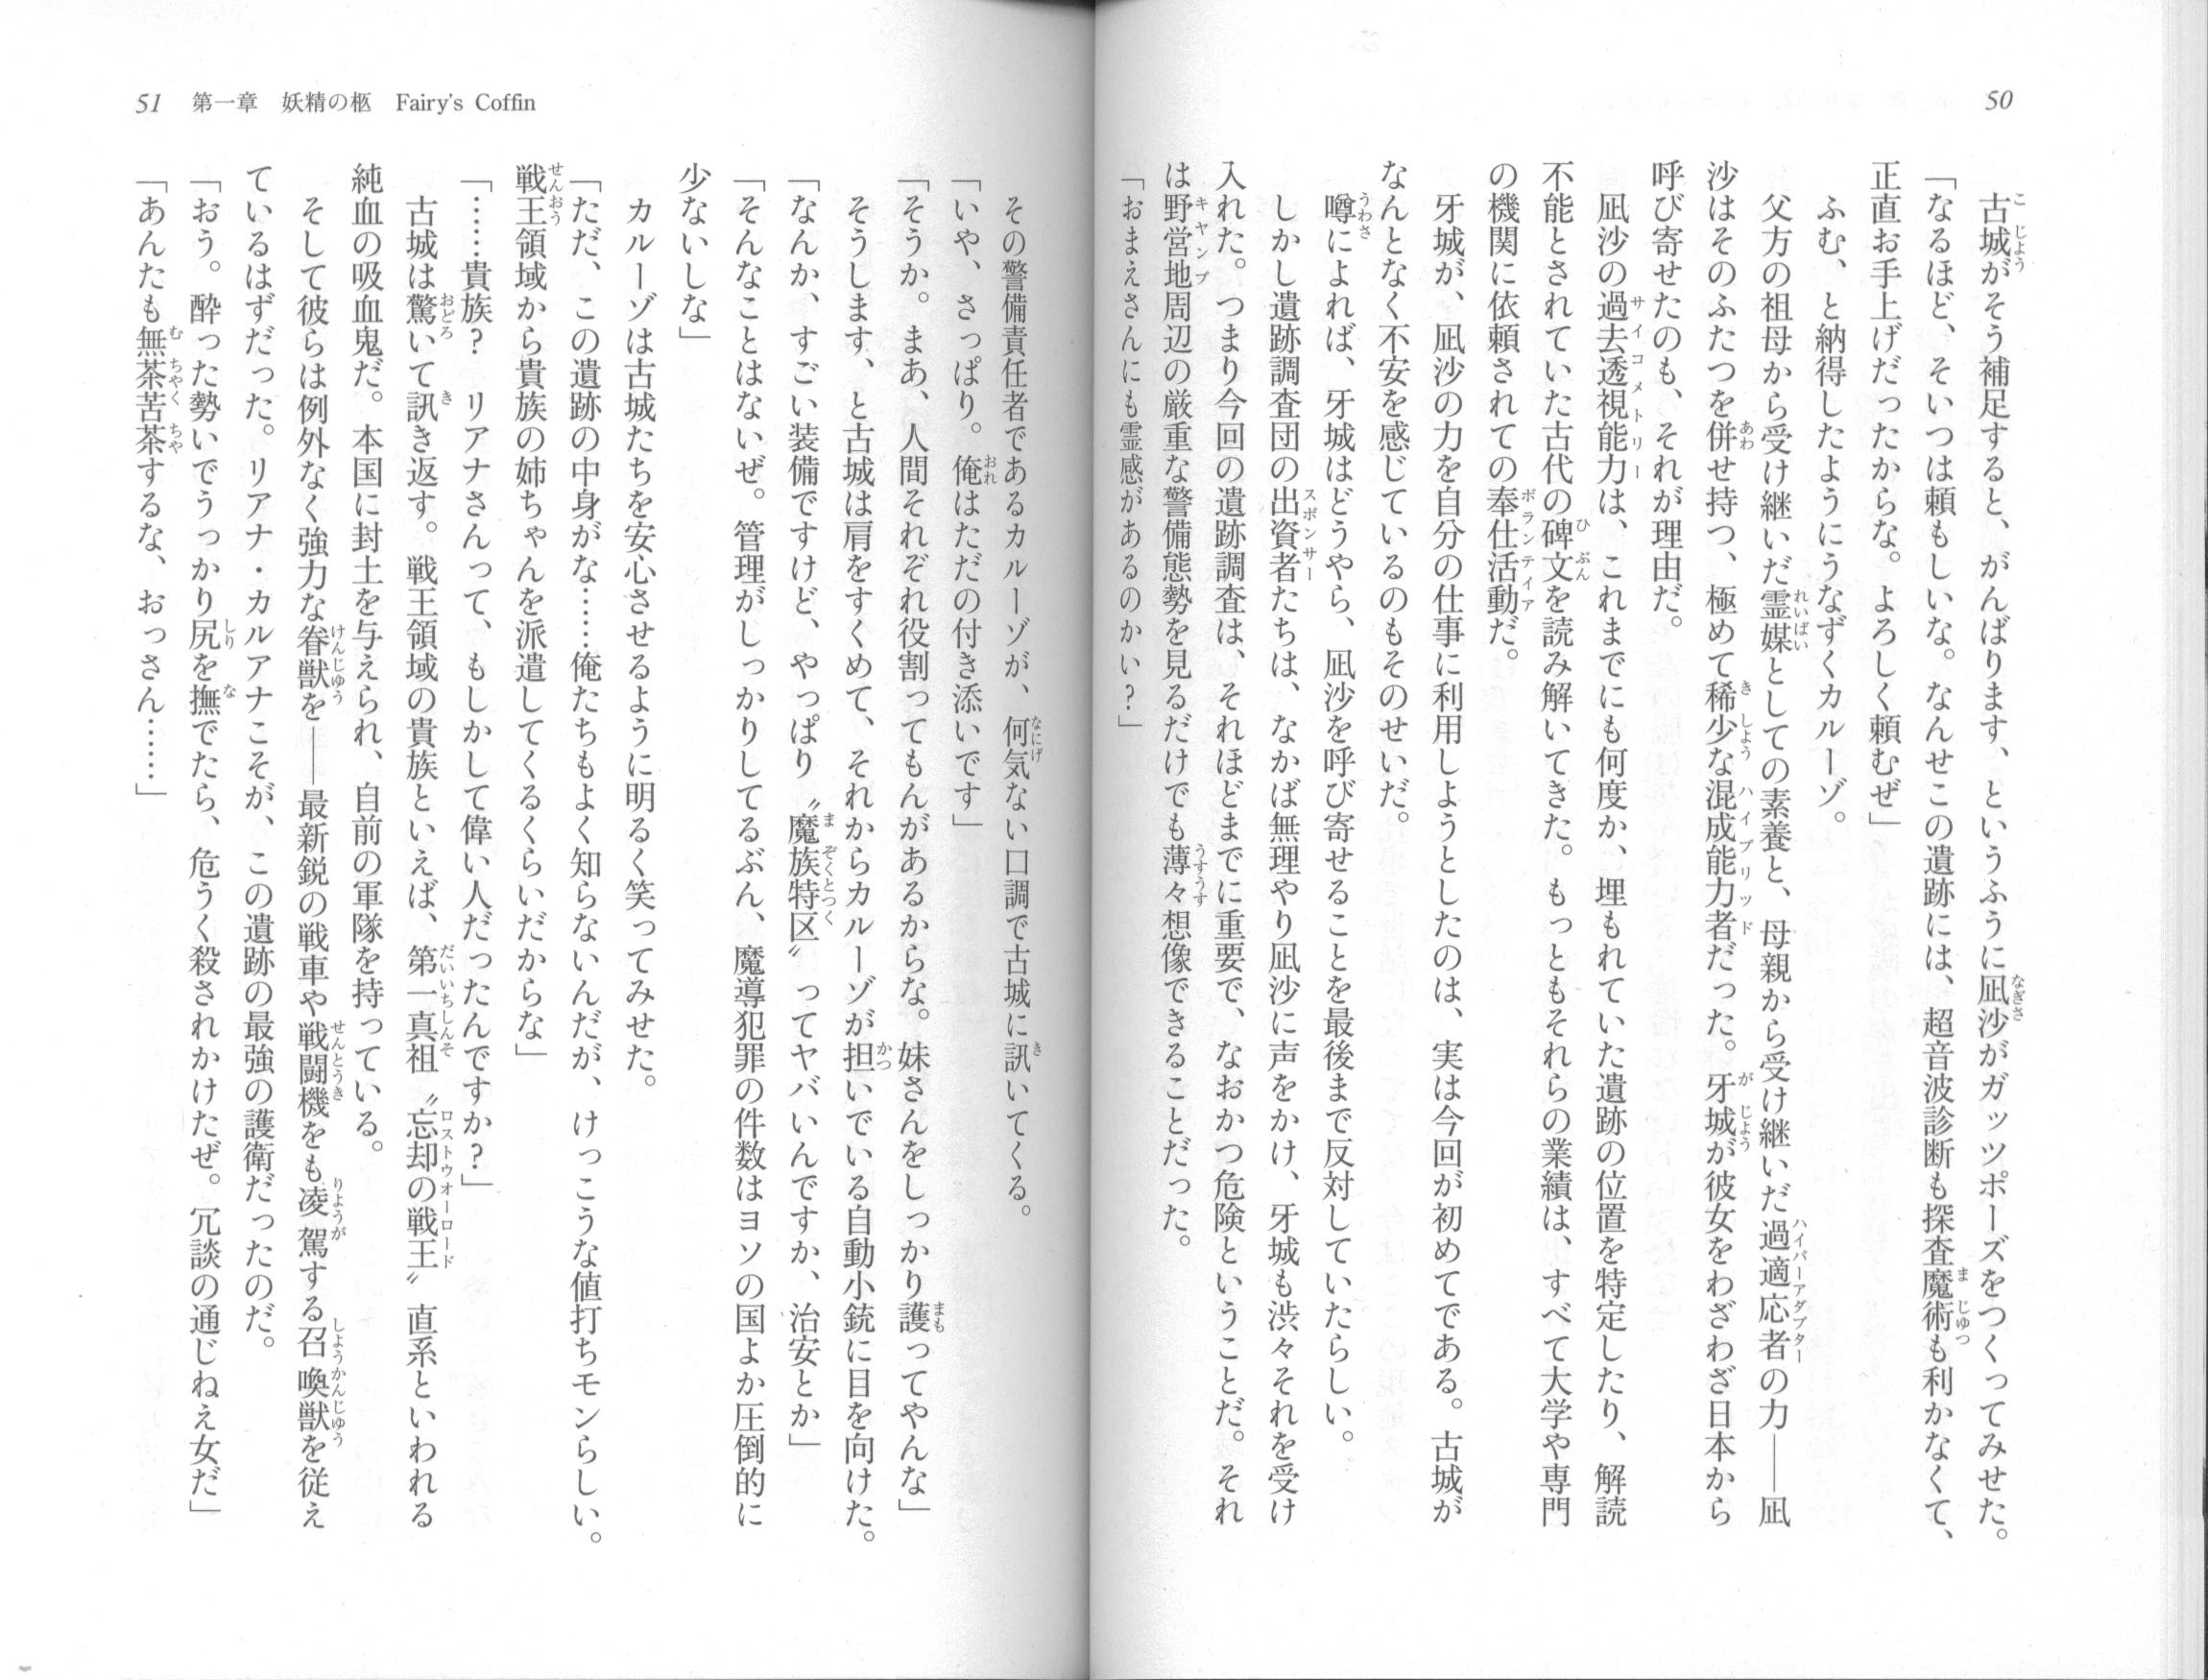 50
古城がそう補足すると、がんばります、というふうに凪沙がガッツポーズをつくってみせた。
「なるほど、そいつは頼もしいな。なんせこの遺跡には、超音波診断も探査魔術も利かなくて、
正直お手上げだったからな。よろしく頼むぜ」
ふむ、と納得したようにうなずくカルーゾ。
父方の祖母から受け継いだ霊媒としての素養と、母親から受け継いだ過適応者の力――凪
沙はそのふたつを併せ持つ、極めて稀少な混成能力者だった。牙城が彼女をわざわざ日本から
呼び寄せたのも、それが理由だ。
凪沙の過去透視能力は、これまでにも何度か、埋もれていた遺跡の位置を特定したり、解読
不能とされていた古代の碑文を読み解いてきた。もっともそれらの業績は、すべて大学や専門
の機関に依頼されての奉仕活動だ。
牙城が、凪沙の力を自分の仕事に利用しようとしたのは、実は今回が初めてである。古城が
なんとなく不安を感じているのもそのせいだ。
噂によれば、牙城はどうやら、凪沙を呼び寄せることを最後まで反対していたらしい。
しかし遺跡調査団の出資者たちは、なかば無理やり凪沙に声をかけ、牙城も渋々それを受け
入れた。つまり今回の遺跡調査は、それほどまでに重要で、なおかつ危険ということだ。それ
は野営地周辺の厳重な警備態勢を見るだけでも薄々想像できることだった。
「おまえさんにも霊感があるのかい？」
51　第一章　妖精の柩　Fairy's Coffin
その警備責任者であるカルーゾが、何気ない口調で古城に訊いてくる。
「いや、さっぱり。俺はただの付き添いです」
「そうか。まあ、人間それぞれ役割ってもんがあるからな。妹さんをしっかり護ってやんな」
そうします、と古城は肩をすくめて、それからカルーゾが担いでいる自動小銃に目を向けた。
「なんか、すごい装備ですけど、やっぱり〝魔族特区〟ってヤバいんですか、治安とか」
「そんなことはないぜ。管理がしっかりしてるぶん、魔導犯罪の件数はヨソの国よか圧倒的に
少ないしな」
カルーゾは古城たちを安心させるように明るく笑ってみせた。
「ただ、この遺跡の中身がな……俺たちもよく知らないんだが、けっこうな値打ちモンらしい。
戦王領域から貴族の姉ちゃんを派遣してくるくらいだからな」
「……貴族？　リアナさんって、もしかして偉い人だったんですか？」
古城は驚いて訊き返す。戦王領域の貴族といえば、第一真祖〝忘却の戦王〟直系といわれる
純血の吸血鬼だ。本国に封土を与えられ、自前の軍隊を持っている。
そして彼らは例外なく強力な眷獣を――最新鋭の戦車や戦闘機をも凌駕する召喚獣を従え
ているはずだった。リアナ・カルアナこそが、この遺跡の最強の護衛だったのだ。
「おう。酔った勢いでうっかり尻を撫でたら、危うく殺されかけたぜ。冗談の通じねえ女だ」
「あんたも無茶苦茶するな、おっさん……」